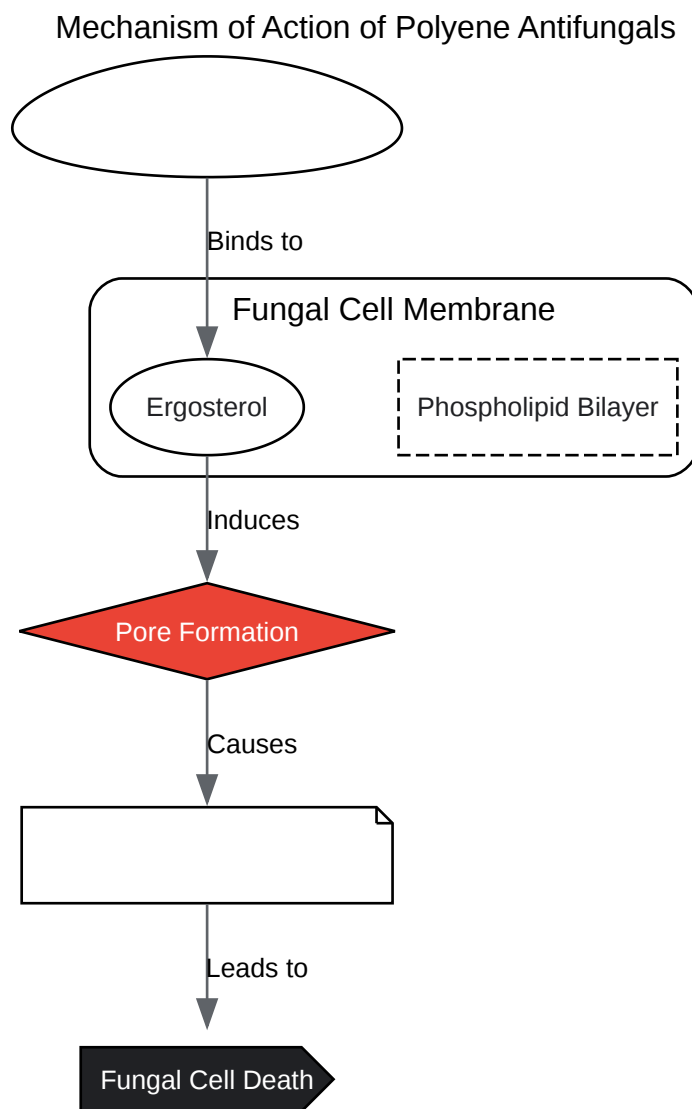 Mechanism of Action of Polyene Antifungals
Binds to
Fungal Cell Membrane
Ergosterol
Phospholipid Bilayer
Induces
Pore Formation
Causes
Leads to
Fungal Cell Death